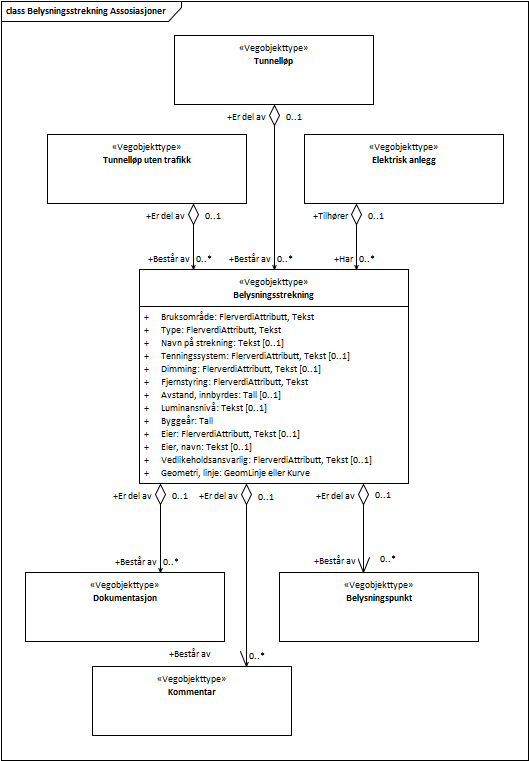 class Belysningsstrekning Assosiasjoner
«Vegobjekttype»
Tunnelløp
+Er del av 0..1
«Vegobjekttype»
Tunnelløp uten trafikk
«Vegobjekttype»
Elektrisk anlegg
+Er del av 0..1
+Tilhører 0..1
+Består av 0..*
+Består av 0..*
+Har 0..*
«Vegobjekttype»
Belysningsstrekning
+ Bruksområde: FlerverdiAttributt, Tekst
+ Type: FlerverdiAttributt, Tekst
+ Navn på strekning: Tekst [0..1]
+ Tenningssystem: FlerverdiAttributt, Tekst [0..1]
+ Dimming: FlerverdiAttributt, Tekst [0..1]
+ Fjernstyring: FlerverdiAttributt, Tekst
+ Avstand, innbyrdes: Tall [0..1]
+ Luminansnivå: Tekst [0..1]
+ Byggeår: Tall
+ Eier: FlerverdiAttributt, Tekst [0..1]
+ Eier, navn: Tekst [0..1]
+ Vedlikeholdsansvarlig: FlerverdiAttributt, Tekst [0..1]
+ Geometri, linje: GeomLinje eller Kurve
+Er del av 0..1
+Er del av 0..1
+Er del av 0..1
+Består av 0..*
+Består av 0..*
«Vegobjekttype»
Dokumentasjon
«Vegobjekttype»
Belysningspunkt
+Består av 0..*
«Vegobjekttype»
Kommentar